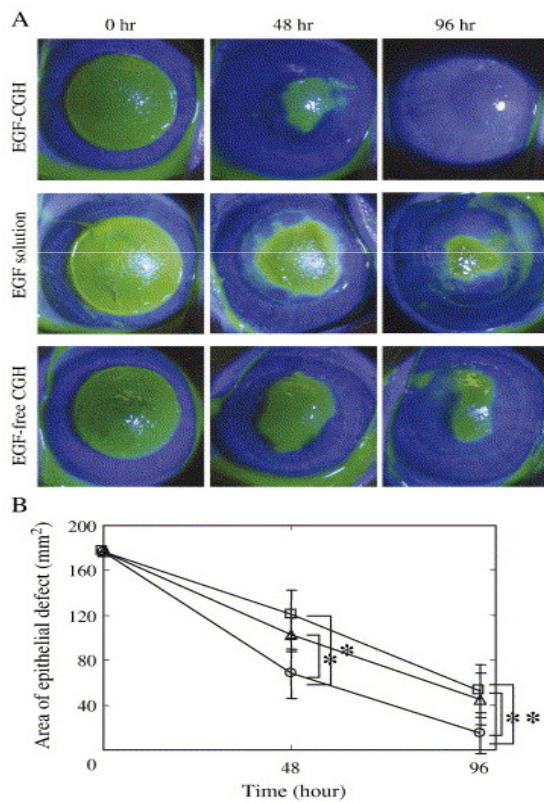 A
0 hr 48 hr 96 hr
EGF-CGH
EGF solution
EGF-free CGH
B
200
160
120
80
40
0
48
96
* *
* *
Area of epithelial defect (mm²)
Time (hour)